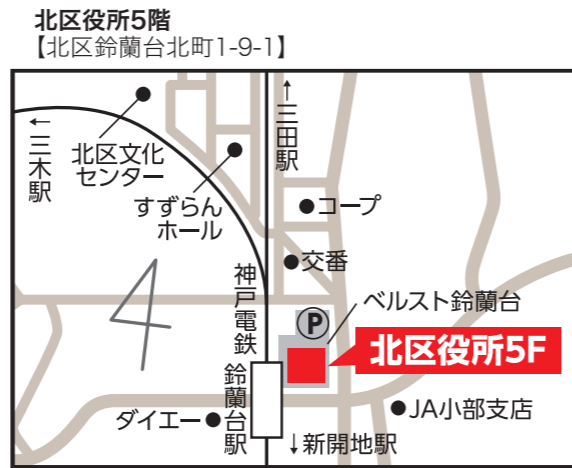 北区役所5階
【北区鈴蘭台北町1-9-1】
↑三田駅
←三木駅
北区文化
センター
すずらん
ホール
コープ
交番
神戸電鉄
ベルスト鈴蘭台
P
北区役所5F
鈴蘭台駅
ダイエー
JA小部支店
↓新開地駅
4